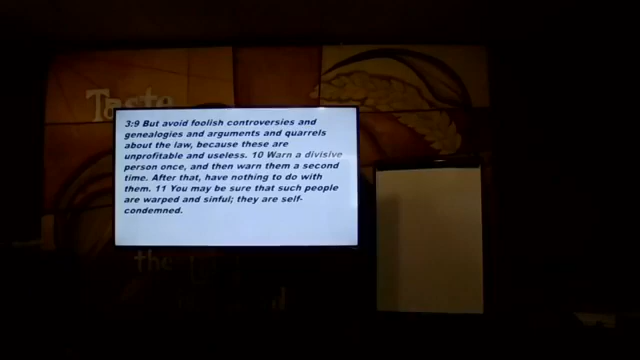 Taste
3:9 But avoid foolish controversies and
genealogies and arguments and quarrels
about the law, because these are
unprofitable and useless. 10 Warn a divisive
person once, and then warn them a second
time. After that, have nothing to do with
them. 11 You may be sure that such people
are warped and sinful; they are self-
condemned.
the